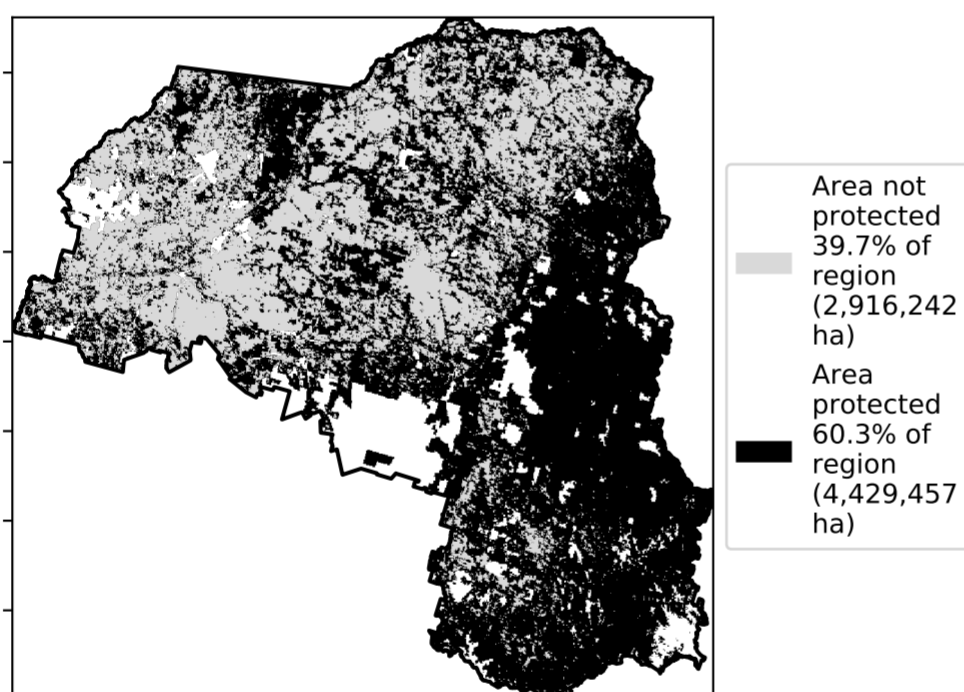 Area not
protected
39.7% of
region
(2,916,242
ha)
Area
protected
60.3% of
region
(4,429,457
ha)